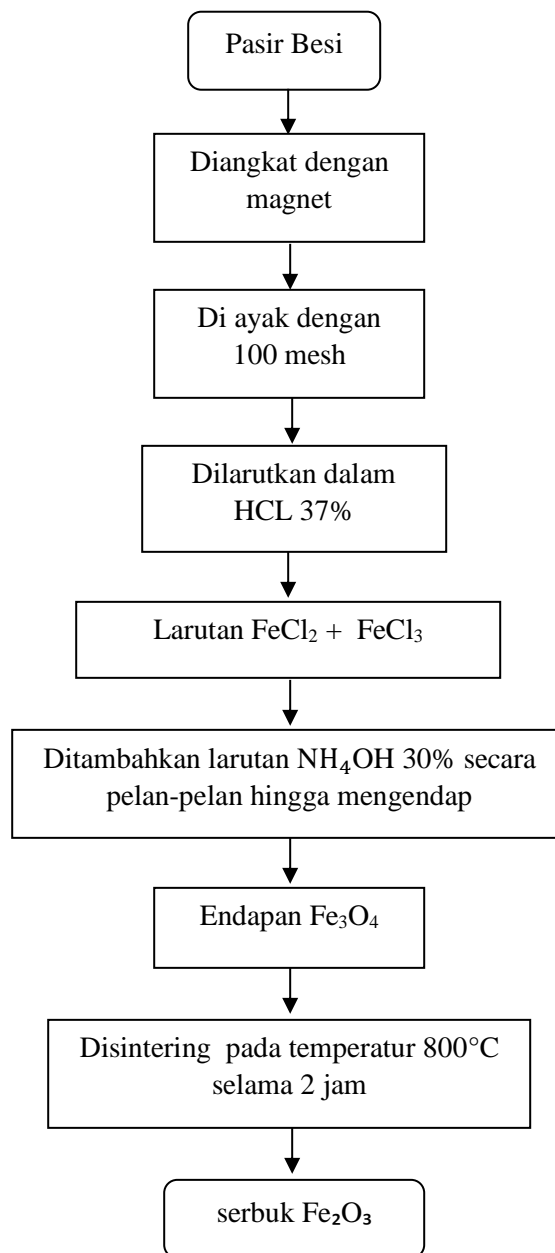 Pasir Besi
Diangkat dengan
magnet
Di ayak dengan
100 mesh
Dilarutkan dalam
HCL 37%
Larutan FeCl₂ + FeCl₃
Ditambahkan larutan NH₄OH 30% secara
pelan-pelan hingga mengendap
Endapan Fe₃O₄
Disintering pada temperatur 800°C
selama 2 jam
serbuk Fe₂O₃